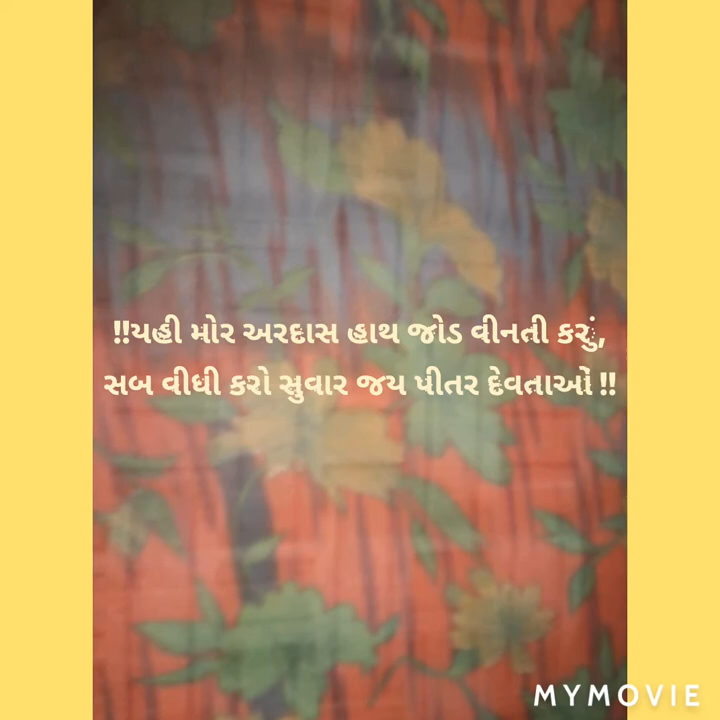 !!યહી મોર અરદાસ હાથ જોડ વીનતી કરું,
સબ વીધી કરો સુવાર જય પીતર દેવતાઓં !!
MYMOVIE